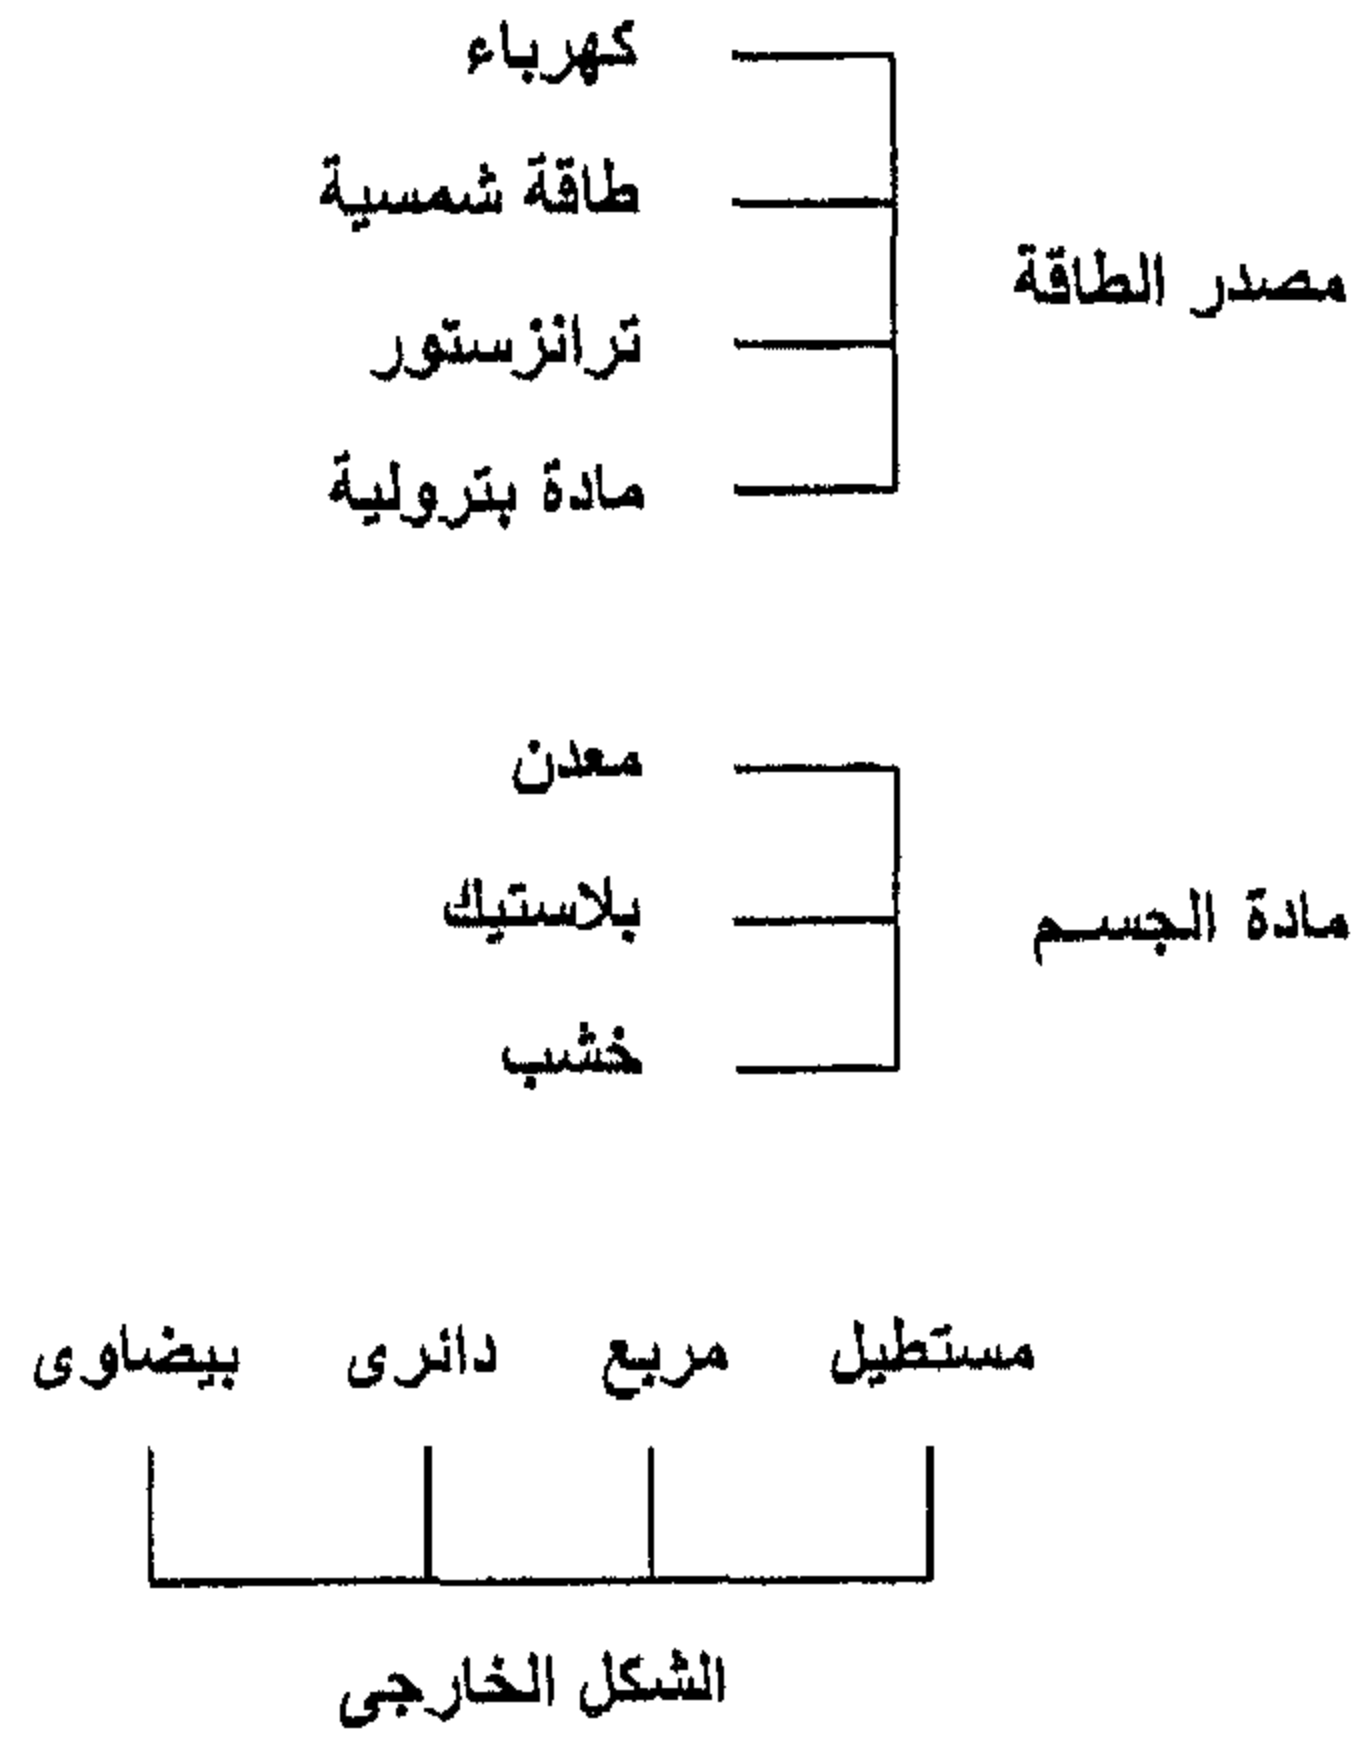 كهرباء
طاقة شمسية
مصدر الطاقة
ترانزستور
مادة بترولية
معدن
بلاستيك
مادة الجسم
خشب
مستطيل مربع دائرى بيضاوى
الشكل الخارجى